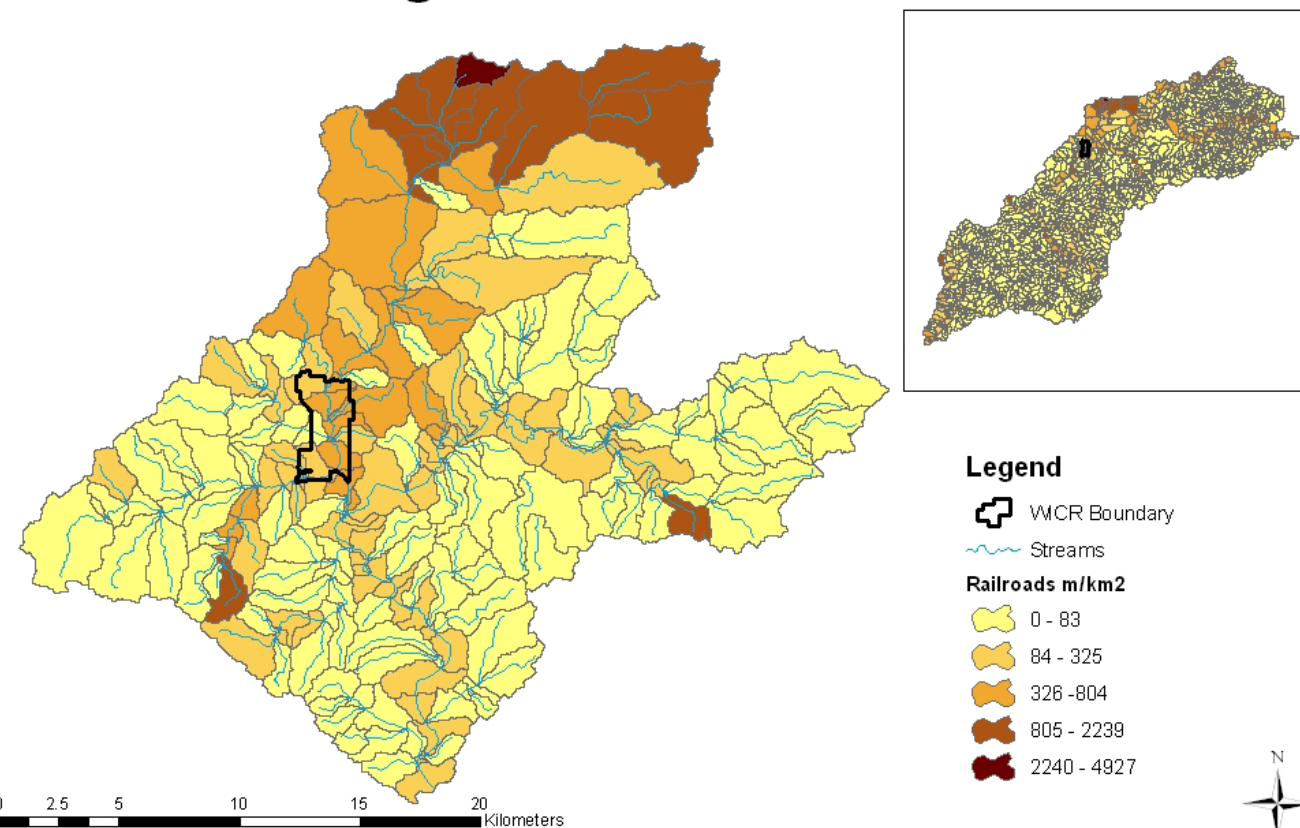 Legend
WICR Boundary
Streams
Railroads m/km2
0 - 83
84 - 325
326 -804
805 - 2239
2240 - 4927
N
0 2.5 5 10 15 20
Kilometers